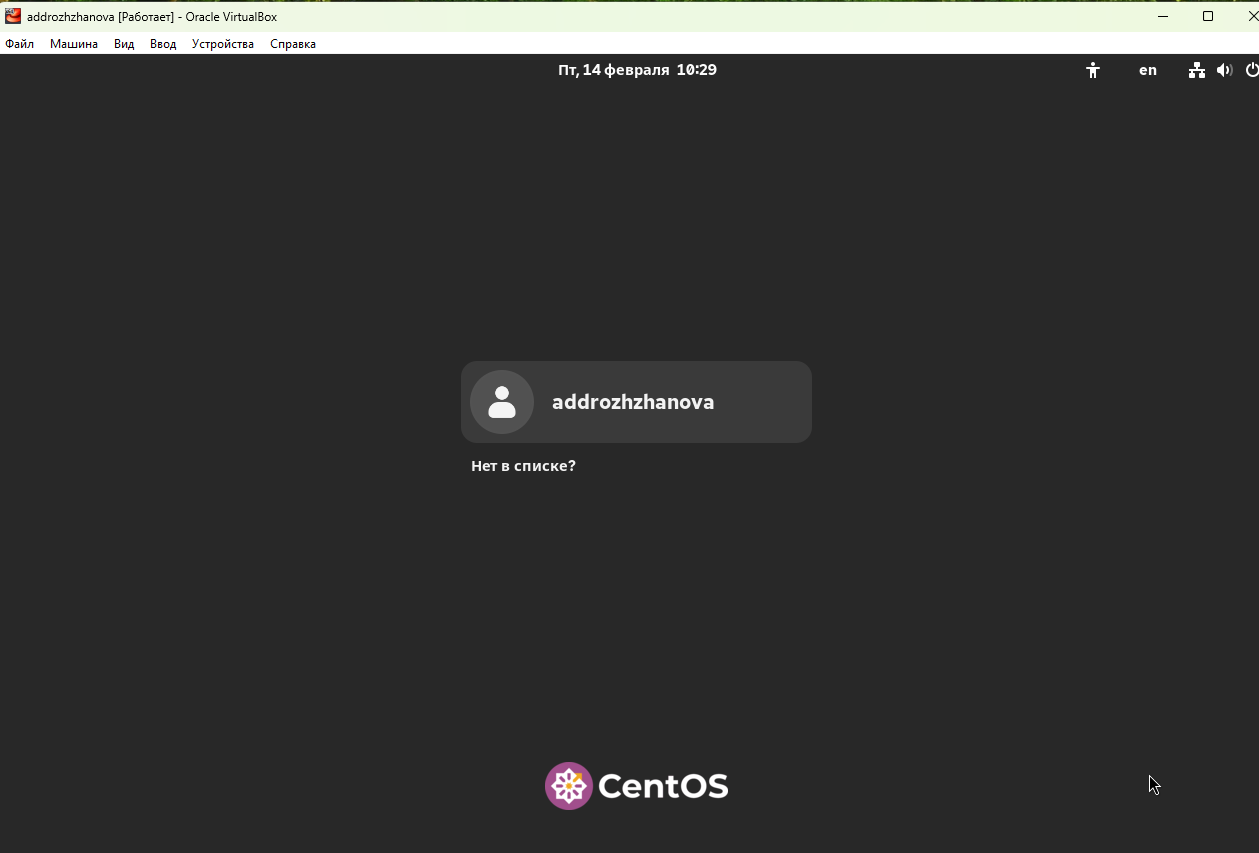 addrozhzhanova [Работает] - Oracle VirtualBox
Файл Машина Вид Ввод Устройства Справка
Пт, 14 февраля 10:29 en
addrozhzhanova
Нет в списке?
CentOS